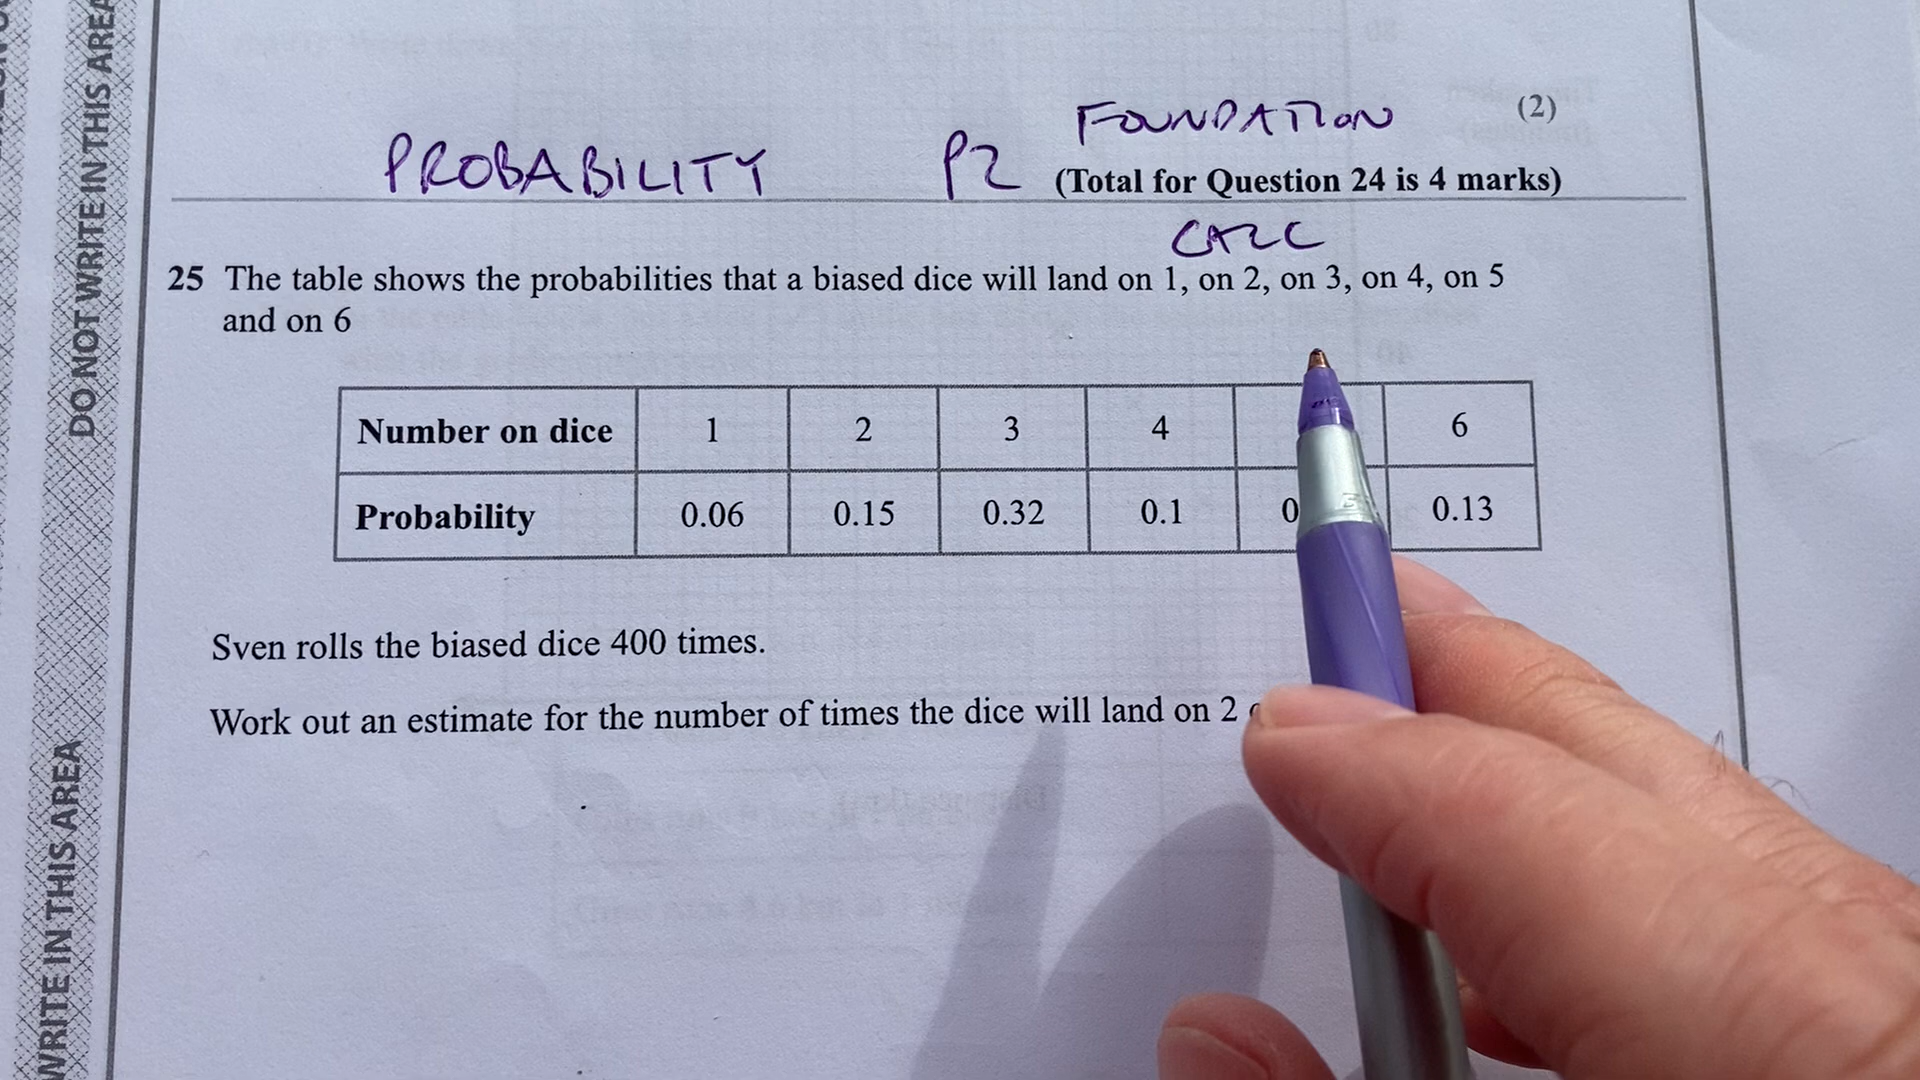 DO NOT WRITE IN THIS AREA
WRITE IN THIS AREA
FOUNDATION
(2)
PROBABILITY P2
(Total for Question 24 is 4 marks)
CALC
25 The table shows the probabilities that a biased dice will land on 1, on 2, on 3, on 4, on 5
and on 6
Number on dice 1 2 3 4 6
Probability 0.06 0.15 0.32 0.1 0 0.13
Sven rolls the biased dice 400 times.
Work out an estimate for the number of times the dice will land on 2